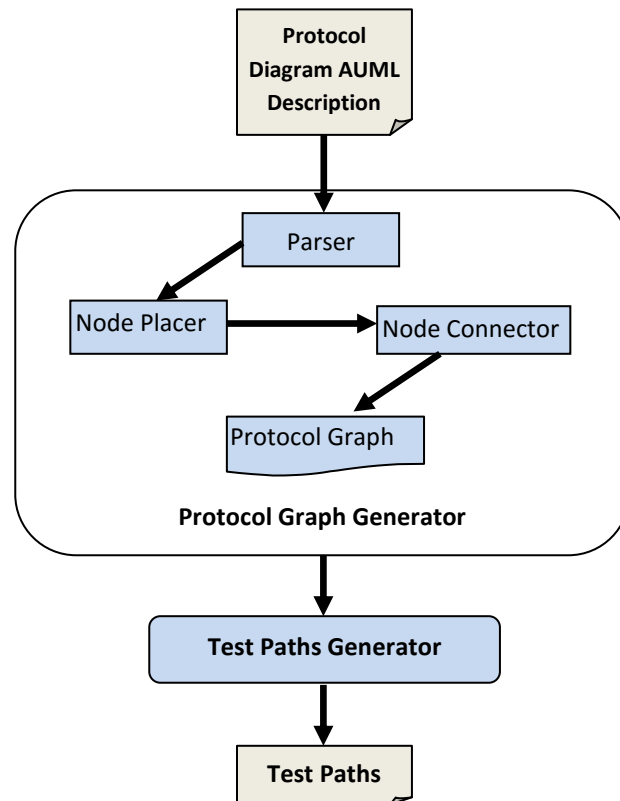 Protocol
Diagram AUML
Description
Parser
Node Placer
Node Connector
Protocol Graph
Protocol Graph Generator
Test Paths Generator
Test Paths